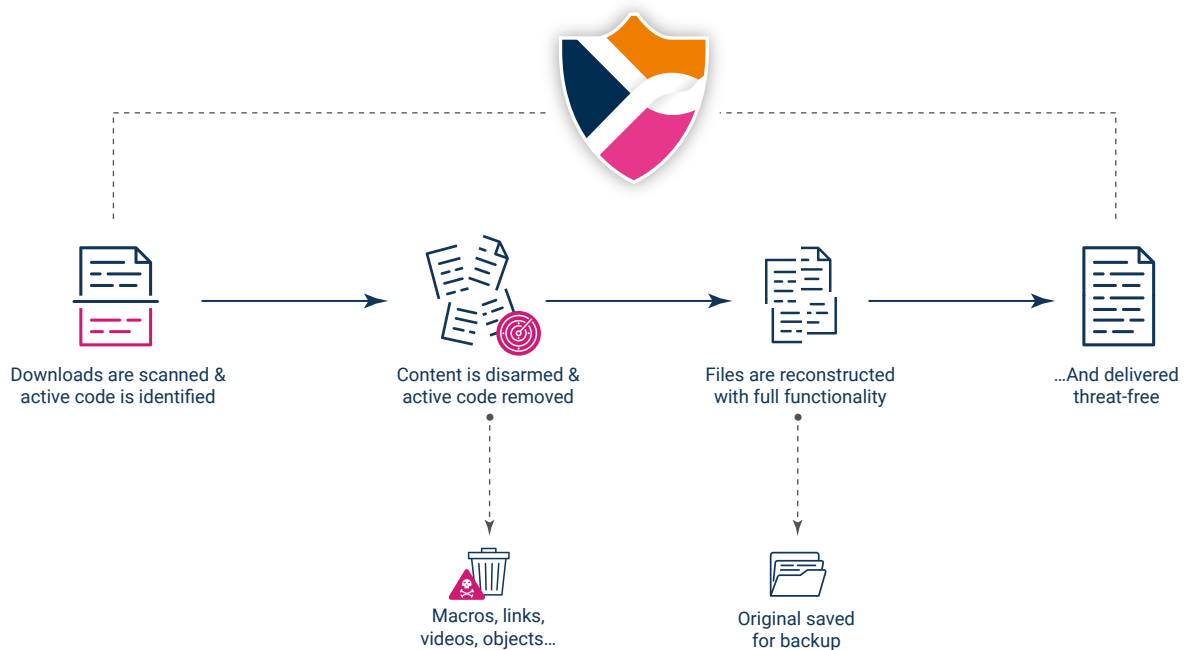 Downloads are scanned &
active code is identified
Content is disarmed &
active code removed
Files are reconstructed
with full functionality
…And delivered
threat-free
Macros, links,
videos, objects…
Original saved
for backup